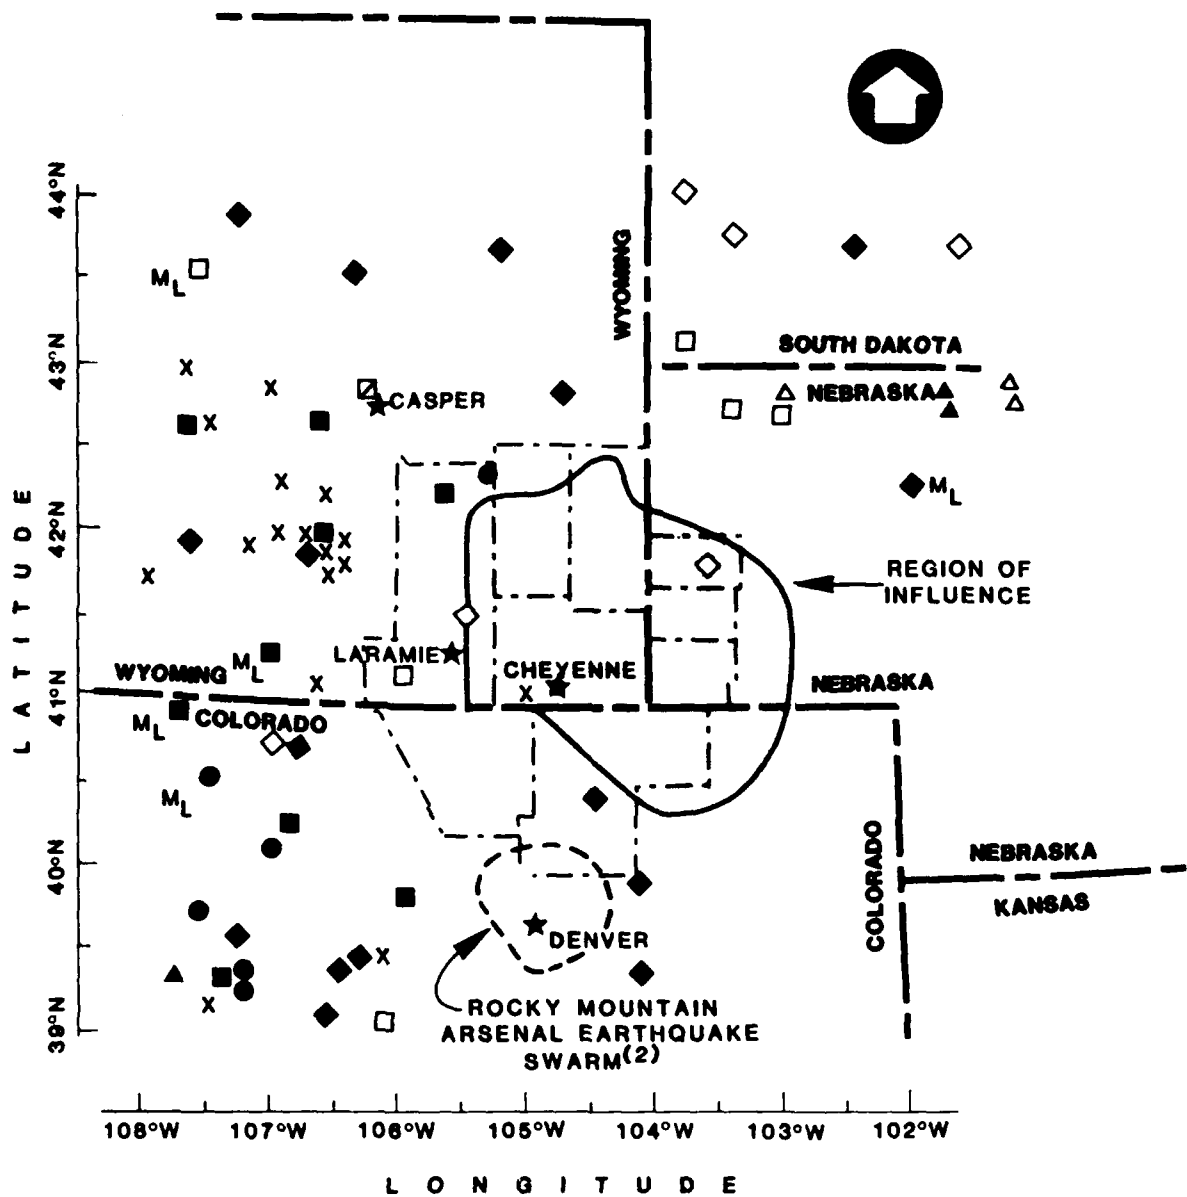 44°N
43°N
42°N
41°N
40°N
39°N
LATITUDE
WYOMING
M_L
SOUTH DAKOTA
NEBRASKA
CASPER
M_L
REGION OF
INFLUENCE
LARAMIE
CHEYENNE
M_L
WYOMING
COLORADO
NEBRASKA
M_L
M_L
COLORADO
NEBRASKA
KANSAS
DENVER
ROCKY MOUNTAIN
ARSENAL EARTHQUAKE
SWARM(2)
108°W 107°W 106°W 105°W 104°W 103°W 102°W
LONGITUDE